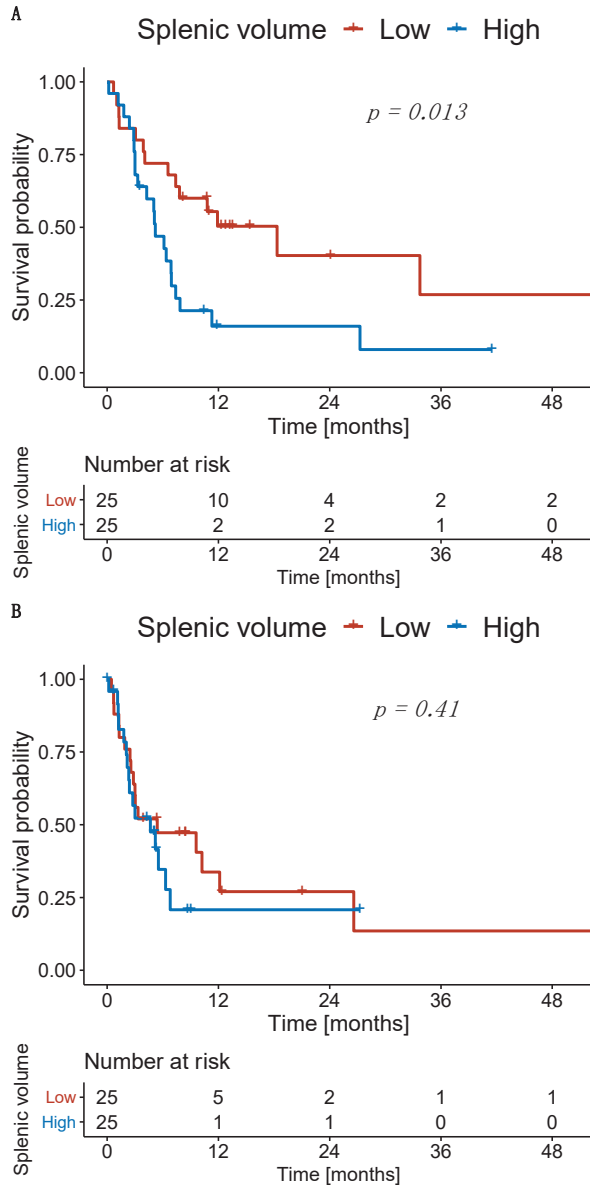 A
Splenic volume Low High
1.00
0.75
0.50
0.25
0.00
Survival probability
p = 0.013
0 12 24 36 48
Time [months]
Number at risk
Splenic volume
Low 25 10 4 2 2
High 25 2 2 1 0
0 12 24 36 48
Time [months]
B
Splenic volume Low High
1.00
0.75
0.50
0.25
0.00
Survival probability
p = 0.41
0 12 24 36 48
Time [months]
Number at risk
Splenic volume
Low 25 5 2 1 1
High 25 1 1 0 0
0 12 24 36 48
Time [months]